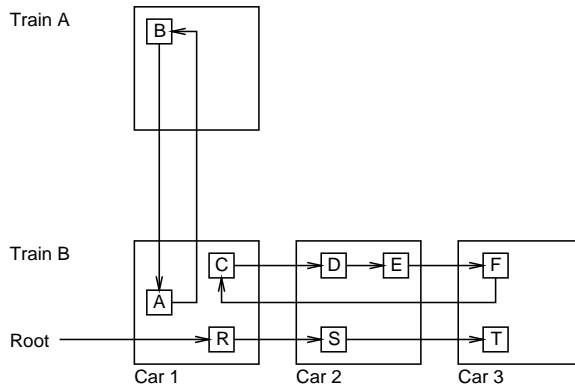 Train A
B
Train B
C D E F
A
Root R S T
Car 1 Car 2 Car 3